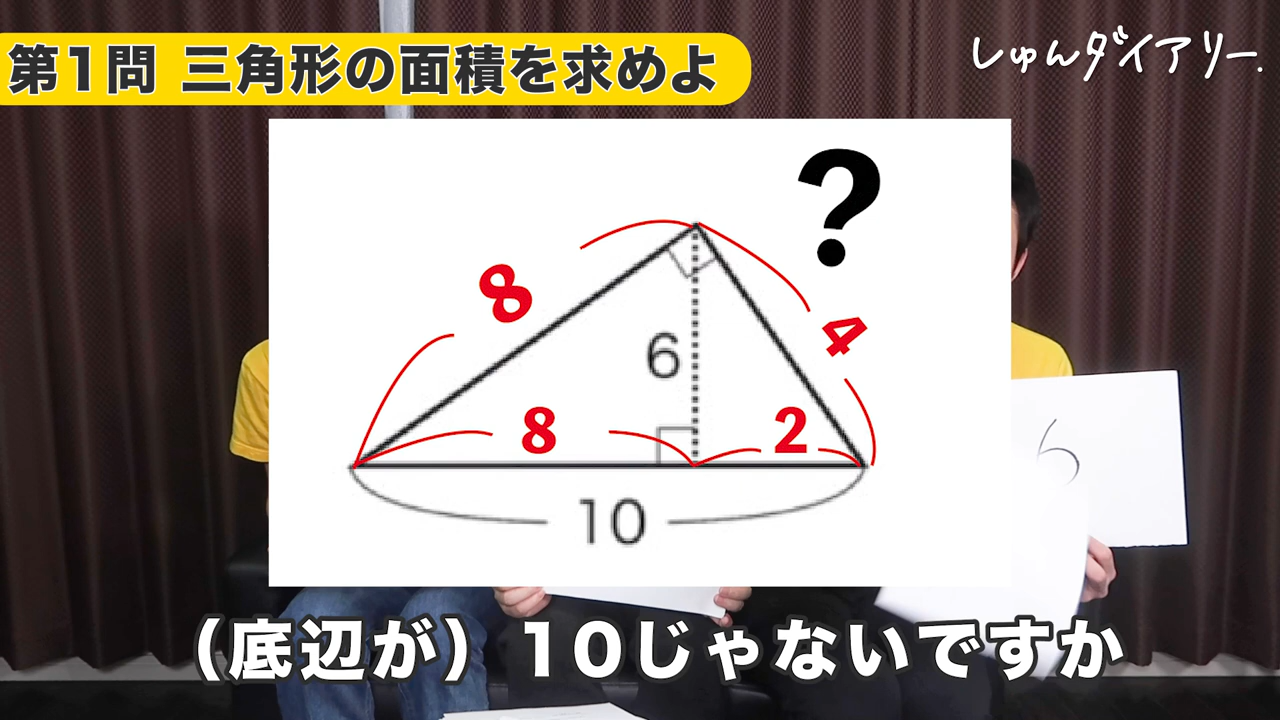 第1問 三角形の面積を求めよ
しゅんダイアリー.
?
8
4
6
8
2
10
6
（底辺が）10じゃないですか